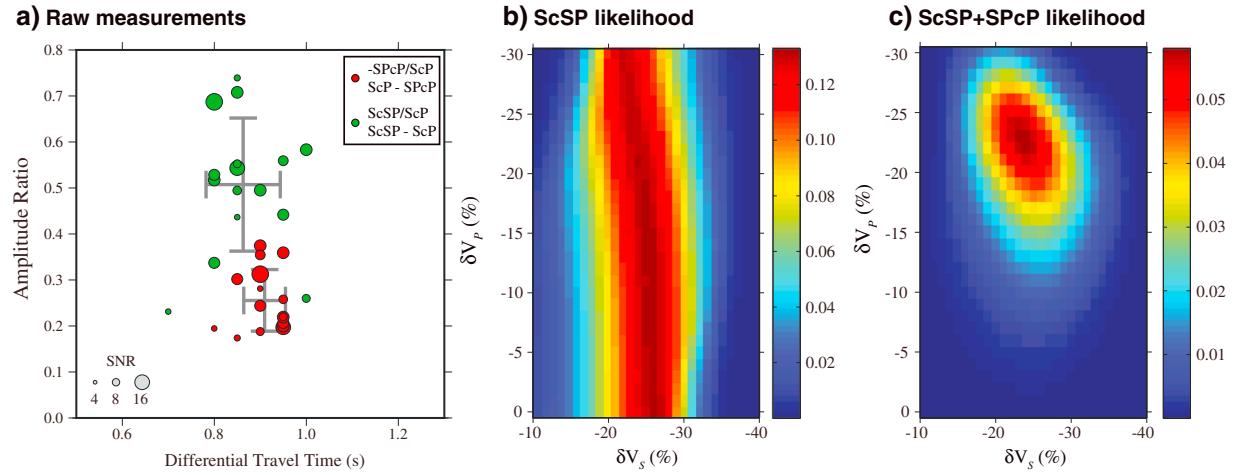 a) Raw measurements
0.8
0.7
0.6
0.5
0.4
0.3
0.2
0.1
0.0
Amplitude Ratio
-SPcP/ScP
ScP - SPcP
ScSP/ScP
ScSP - ScP
SNR
4 8 16
0.6 0.8 1.0 1.2
Differential Travel Time (s)
b) ScSP likelihood
-30
-25
-20
-15
-10
-5
0
δVP (%)
-10 -20 -30 -40
δVS (%)
0.12
0.10
0.08
0.06
0.04
0.02
c) ScSP+SPcP likelihood
-30
-25
-20
-15
-10
-5
0
δVP (%)
-10 -20 -30 -40
δVS (%)
0.05
0.04
0.03
0.02
0.01